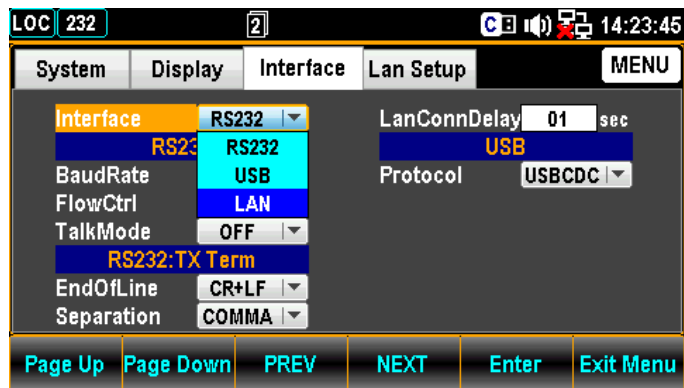 LOC 232 2 C 14:23:45
System Display Interface Lan Setup MENU
Interface RS232 LanConnDelay 01 sec
RS23 RS232 USB
BaudRate USB Protocol USBCDC
FlowCtrl LAN
TalkMode OFF
RS232:TX Term
EndOfLine CR+LF
Separation COMMA
Page Up Page Down PREV NEXT Enter Exit Menu